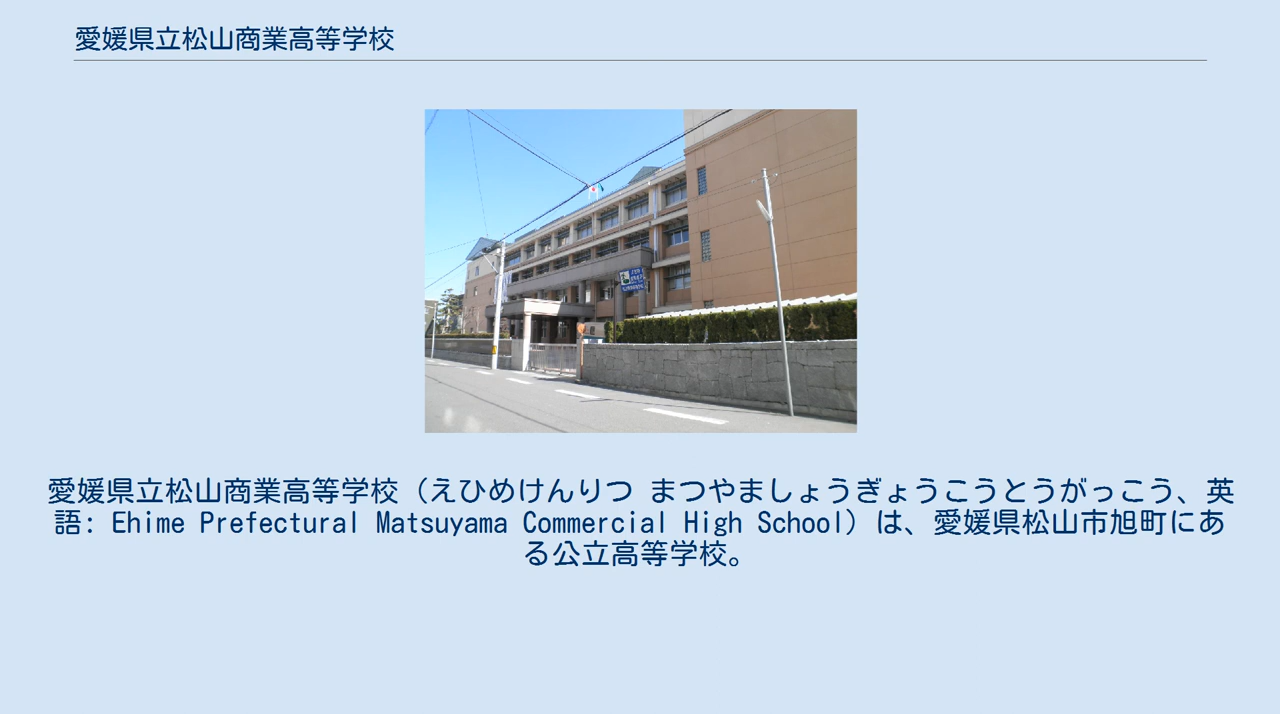 愛媛県立松山商業高等学校
愛媛県立松山商業高等学校（えひめけんりつ まつやましょうぎょうこうとうがっこう、英
語: Ehime Prefectural Matsuyama Commercial High School）は、愛媛県松山市旭町にあ
る公立高等学校。